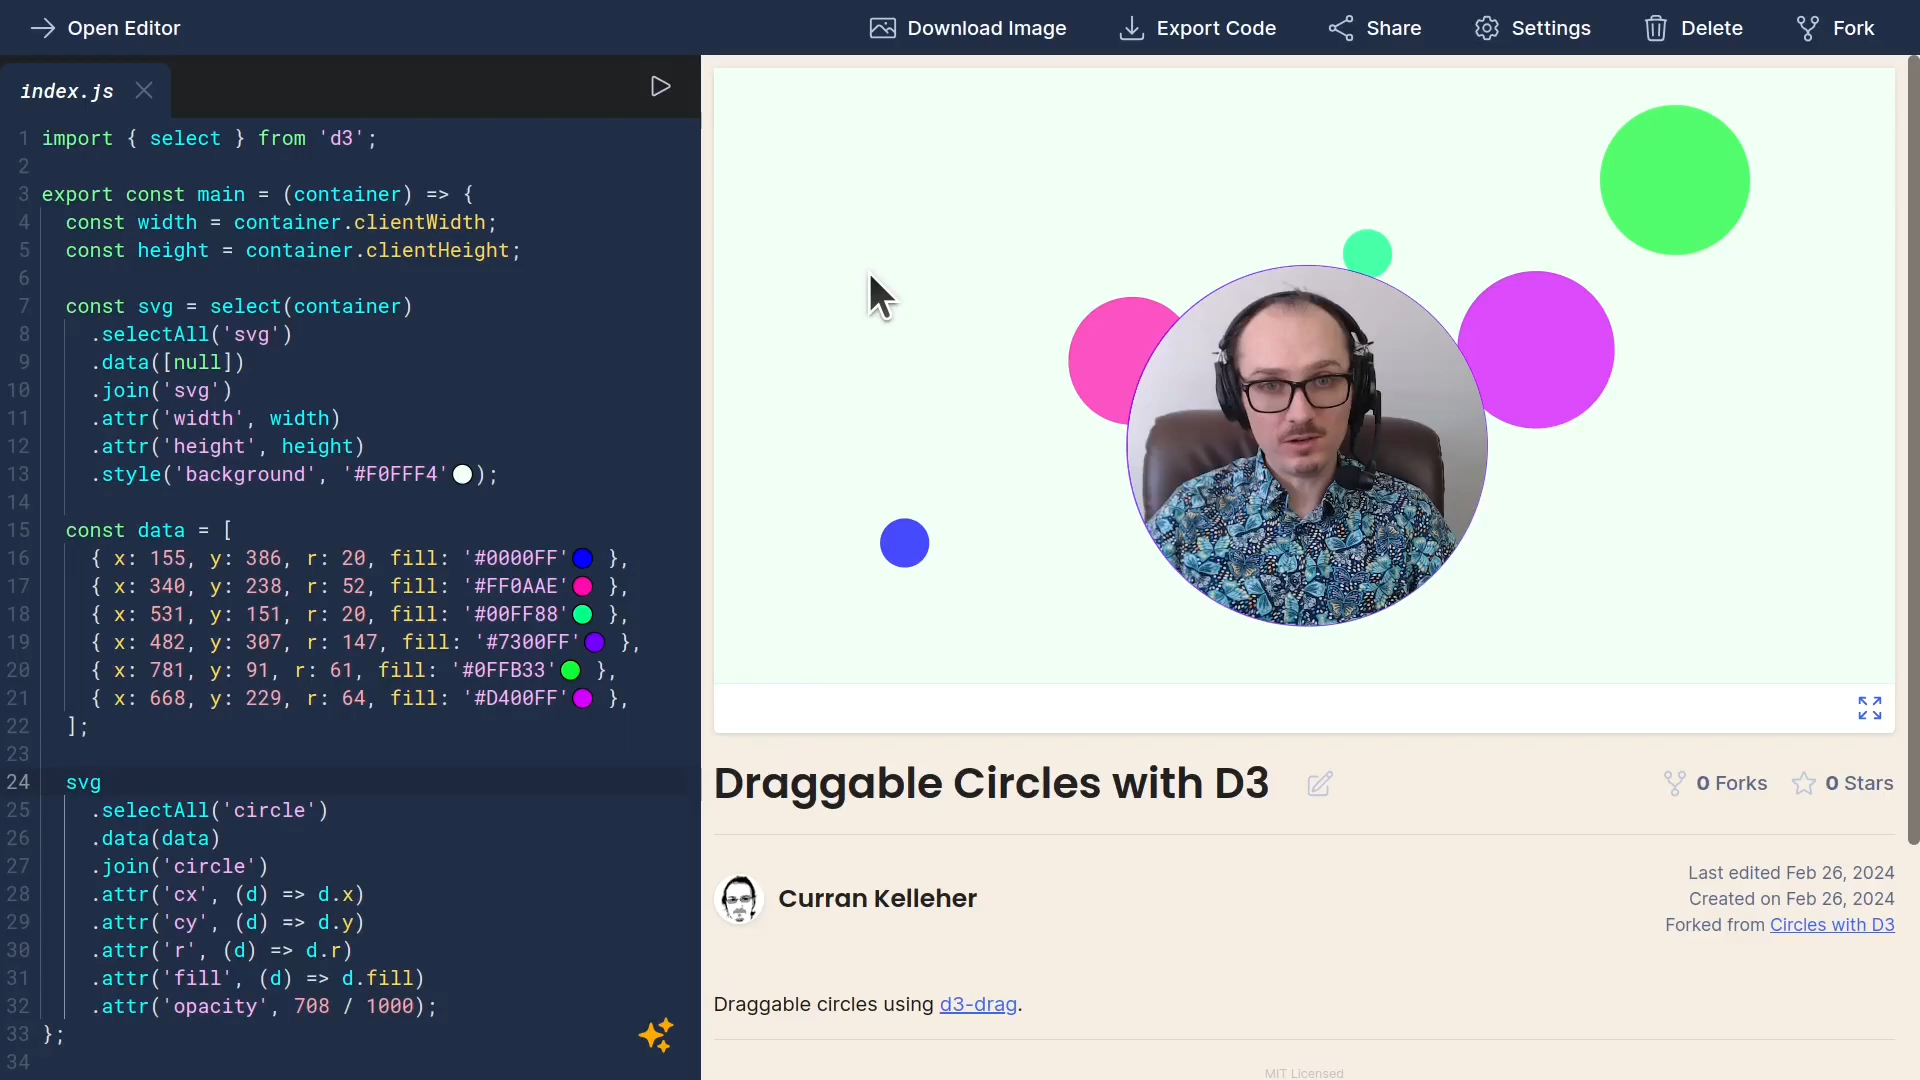 Open Editor
Download Image
Export Code
Share
Settings
Delete
Fork
index.js
1 import { select } from 'd3';
2
3 export const main = (container) => {
4 const width = container.clientWidth;
5 const height = container.clientHeight;
6
7 const svg = select(container)
8 .selectAll('svg')
9 .data([null])
10 .join('svg')
11 .attr('width', width)
12 .attr('height', height)
13 .style('background', '#F0FFF4');
14
15 const data = [
16 { x: 155, y: 386, r: 20, fill: '#0000FF' },
17 { x: 340, y: 238, r: 52, fill: '#FF0AAE' },
18 { x: 531, y: 151, r: 20, fill: '#00FF88' },
19 { x: 482, y: 307, r: 147, fill: '#7300FF' },
20 { x: 781, y: 91, r: 61, fill: '#0FFB33' },
21 { x: 668, y: 229, r: 64, fill: '#D400FF' },
22 ];
23
24 svg
25 .selectAll('circle')
26 .data(data)
27 .join('circle')
28 .attr('cx', (d) => d.x)
29 .attr('cy', (d) => d.y)
30 .attr('r', (d) => d.r)
31 .attr('fill', (d) => d.fill)
32 .attr('opacity', 708 / 1000);
33 };
34
Draggable Circles with D3
0 Forks
0 Stars
Curran Kelleher
Last edited Feb 26, 2024
Created on Feb 26, 2024
Forked from Circles with D3
Draggable circles using d3-drag.
MIT Licensed